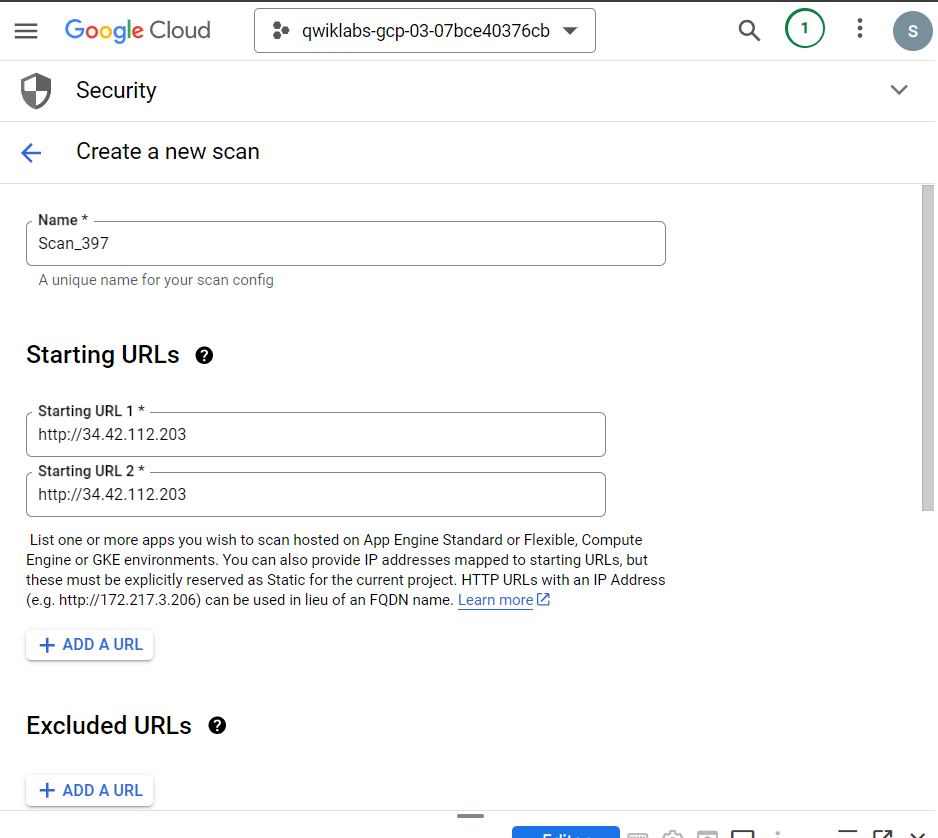 Google Cloud
qwiklabs-gcp-03-07bce40376cb
1
S
Security
Create a new scan
Name *
Scan_397
A unique name for your scan config
Starting URLs
Starting URL 1 *
http://34.42.112.203
Starting URL 2 *
http://34.42.112.203
List one or more apps you wish to scan hosted on App Engine Standard or Flexible, Compute
Engine or GKE environments. You can also provide IP addresses mapped to starting URLs, but
these must be explicitly reserved as Static for the current project. HTTP URLs with an IP Address
(e.g. http://172.217.3.206) can be used in lieu of an FQDN name. Learn more
ADD A URL
Excluded URLs
ADD A URL